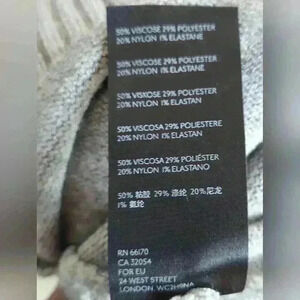 50% VISCOSE 29% POLYESTER
20% NYLON 1% ELASTANE
50% VISCOSE 29% POLYESTER
20% NYLON 1% ELASTANE
50% VISKOSE 29% POLYESTER
20% NYLON 1% ELASTAN
50% VISCOSA 29% POLIESTERE
20% NYLON 1% ELASTAN
50% VISCOSA 29% POLIÉSTER
20% NYLON 1% ELASTANO
50% 粘胶 29% 涤纶 20%尼龙
1% 氨纶
RN 66170
CA 32054
FOR EU
24 WEST STREET
LONDON WC2H9NA